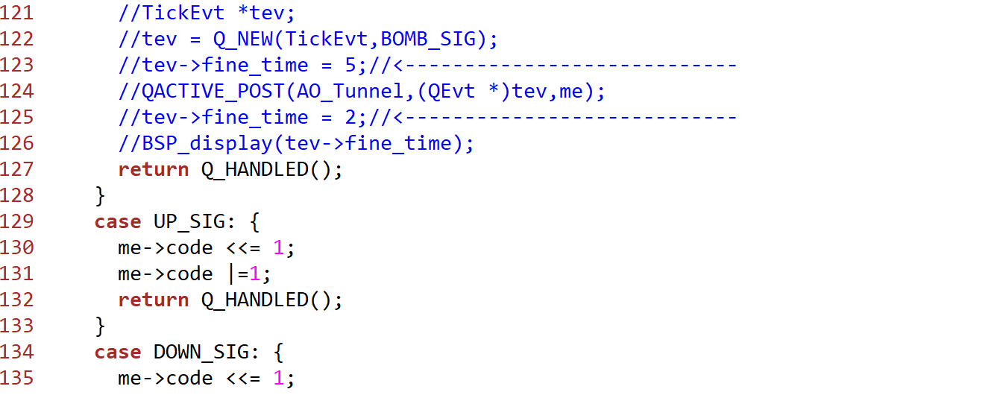 121       //TickEvt *tev;
122       //tev = Q_NEW(TickEvt,BOMB_SIG);
123       //tev->fine_time = 5;//<----------------------------
124       //QACTIVE_POST(AO_Tunnel,(QEvt *)tev,me);
125       //tev->fine_time = 2;//<----------------------------
126       //BSP_display(tev->fine_time);
127       return Q_HANDLED();
128     }
129     case UP_SIG: {
130       me->code <<= 1;
131       me->code |=1;
132       return Q_HANDLED();
133     }
134     case DOWN_SIG: {
135       me->code <<= 1;